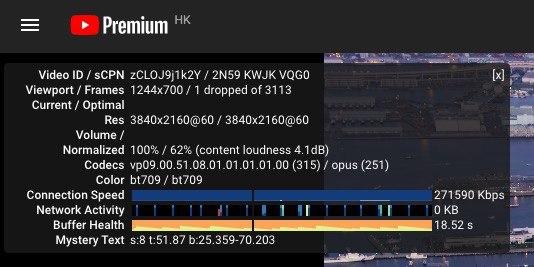 Premium HK
[x]
Video ID / sCPN zCLOJ9j1k2Y / 2N59 KWJK VQG0
Viewport / Frames 1244x700 / 1 dropped of 3113
Current / Optimal
Res 3840x2160@60 / 3840x2160@60
Volume /
Normalized 100% / 62% (content loudness 4.1dB)
Codecs vp09.00.51.08.01.01.01.01.00 (315) / opus (251)
Color bt709 / bt709
Connection Speed 271590 Kbps
Network Activity 0 KB
Buffer Health 18.52 s
Mystery Text s:8 t:51.87 b:25.359-70.203